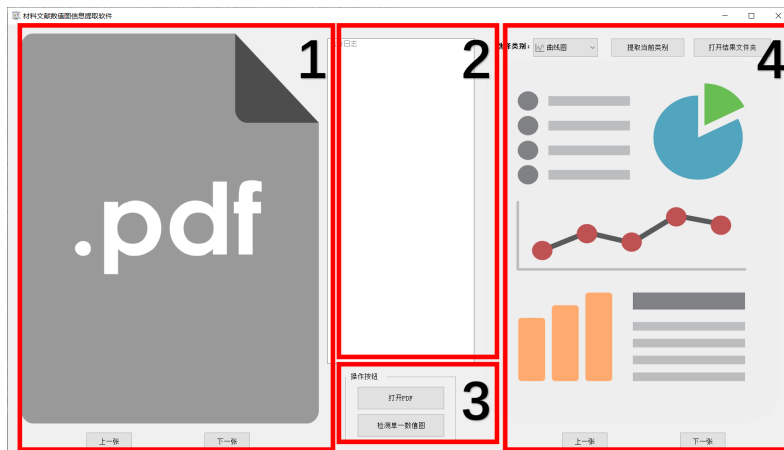 材料文献数值图信息提取软件
1
.pdf
上一张
下一张
2
日志
3
操作按钮
打开PDF
检测单一数值图
4
择类别:
曲线图
提取当前类别
打开结果文件夹
上一张
下一张